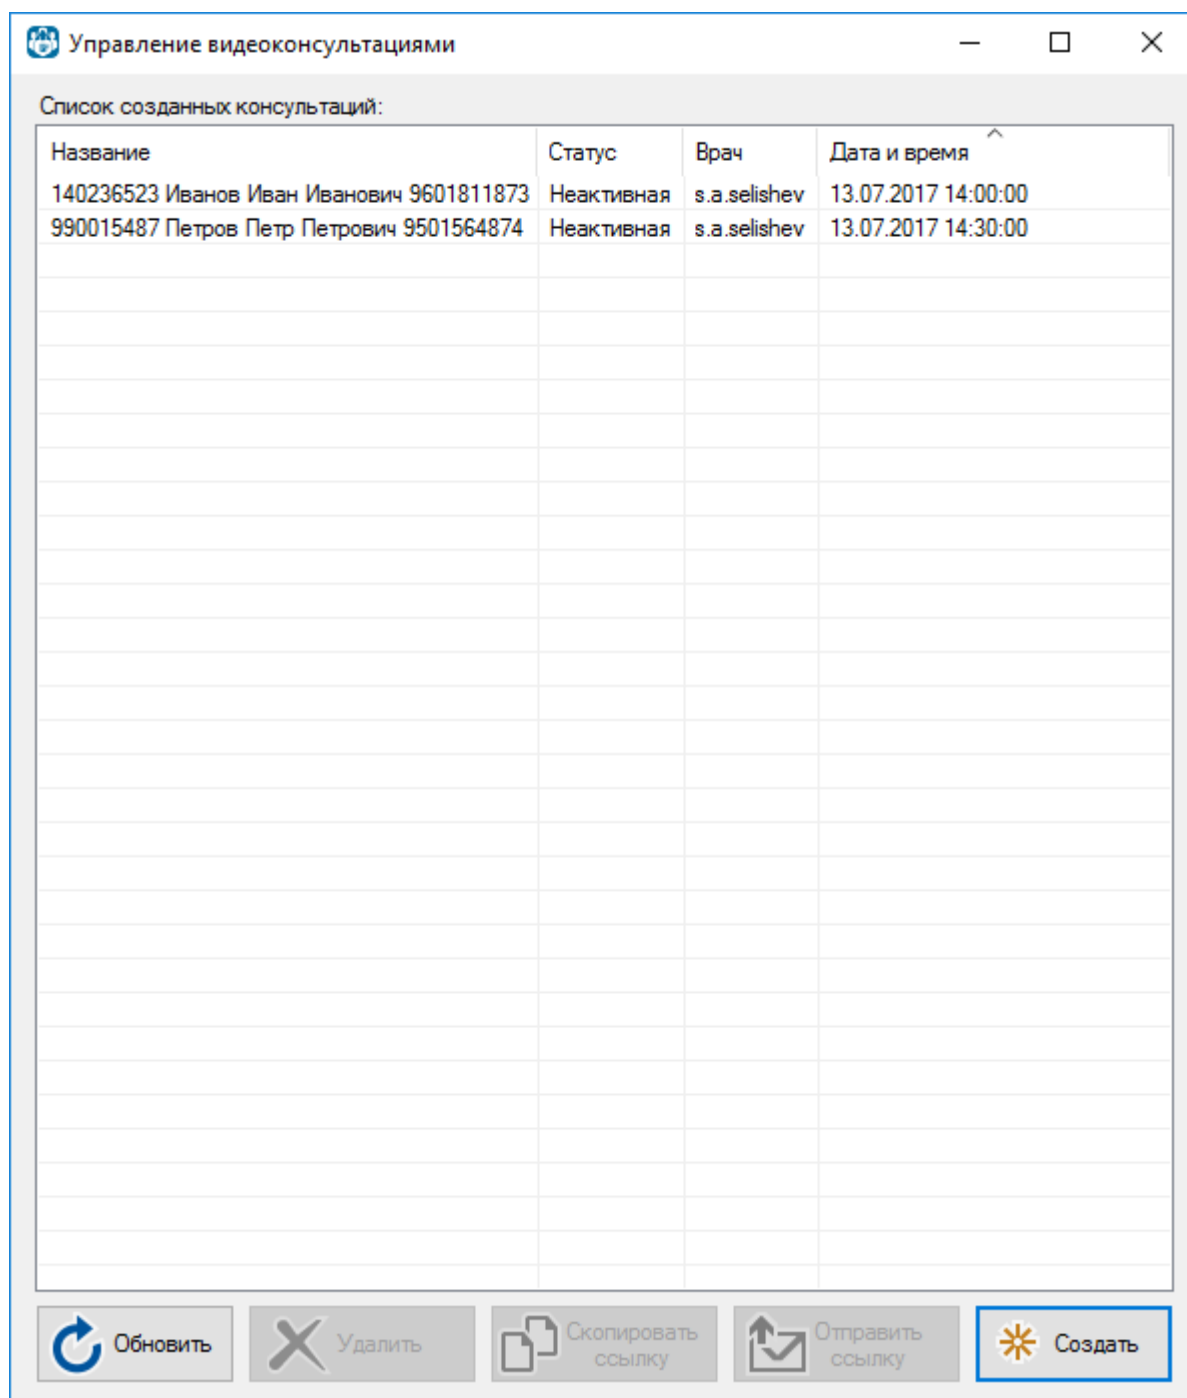 Управление видеоконсультациями
Список созданных консультаций:
Название Статус Врач Дата и время
140236523 Иванов Иван Иванович 9601811873 Неактивная s.a.selishev 13.07.2017 14:00:00
990015487 Петров Петр Петрович 9501564874 Неактивная s.a.selishev 13.07.2017 14:30:00
Обновить
Удалить
Скопировать
ссылку
Отправить
ссылку
Создать